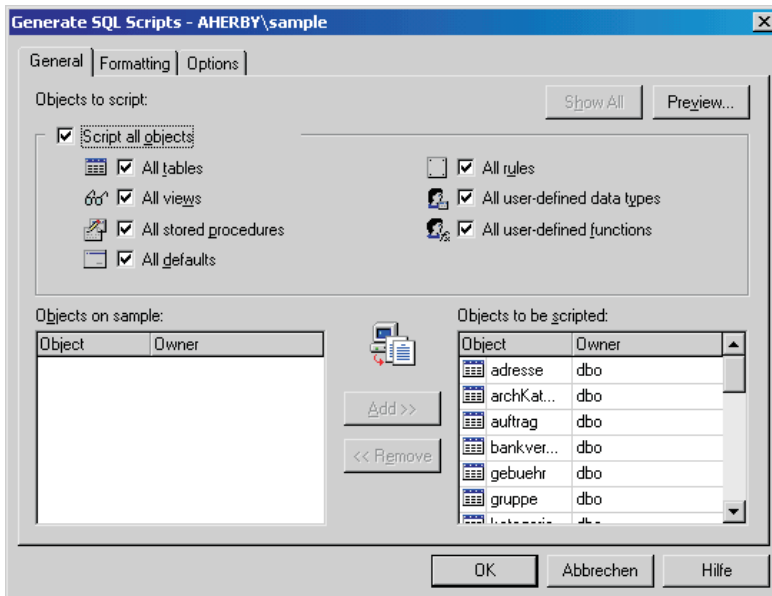 Generate SQL Scripts - AHERBY\sample
General Formatting Options
Objects to script:
Show All Preview...
Script all objects
All tables All rules
All views All user-defined data types
All stored procedures All user-defined functions
All defaults
Objects on sample: Objects to be scripted:
Object Owner Object Owner
adresse dbo
archKat... dbo
Add >> auftrag dbo
bankver... dbo
<< Remove gebuehr dbo
gruppe dbo
OK Abbrechen Hilfe